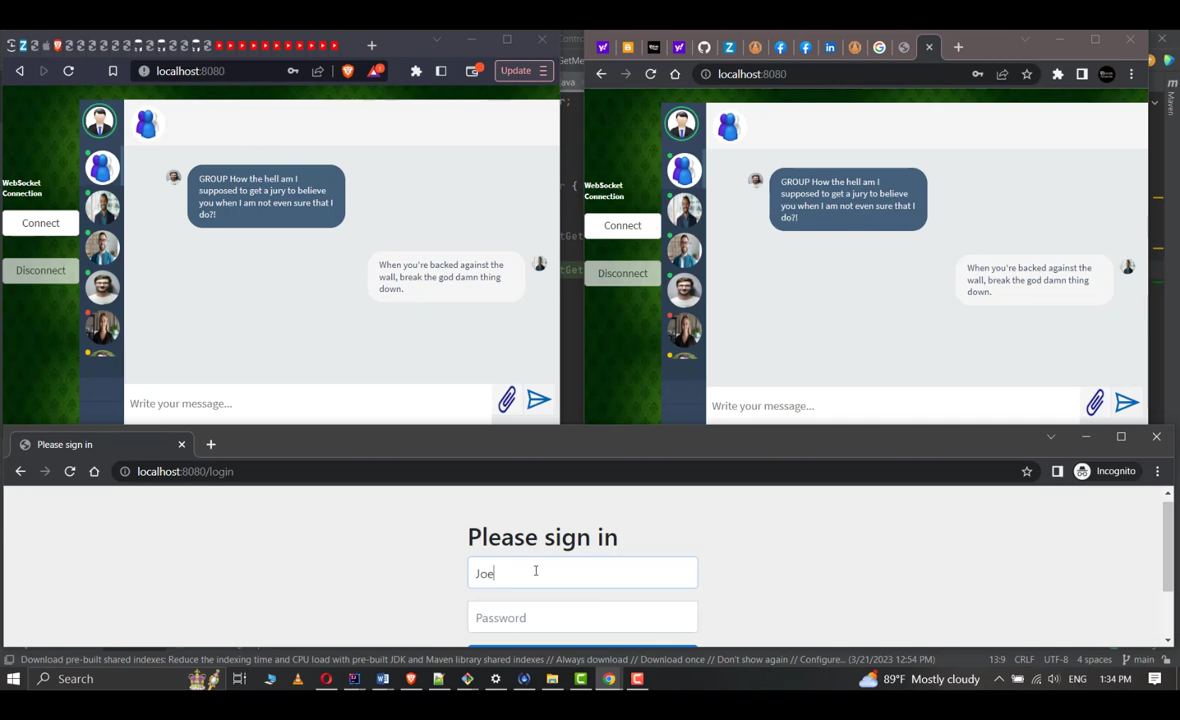 localhost:8080
Update
WebSocket
Connection
Connect
Disconnect
GROUP How the hell am I
supposed to get a jury to believe
you when I am not even sure that I
do?!
When you're backed against the
wall, break the god damn thing
down.
Write your message...
localhost:8080
WebSocket
Connection
Connect
Disconnect
GROUP How the hell am I
supposed to get a jury to believe
you when I am not even sure that I
do?!
When you're backed against the
wall, break the god damn thing
down.
Write your message...
GetMe
ava
r;
r {
tGet
tGet
m
Maven
Please sign in
localhost:8080/login
Incognito
Please sign in
Joe
Password
Download pre-built shared indexes: Reduce the indexing time and CPU load with pre-built JDK and Maven library shared indexes // Always download // Download once // Don't show again // Configure... (3/21/2023 12:54 PM)
13:9 CRLF UTF-8 4 spaces main
Search
89°F Mostly cloudy
ENG
1:34 PM